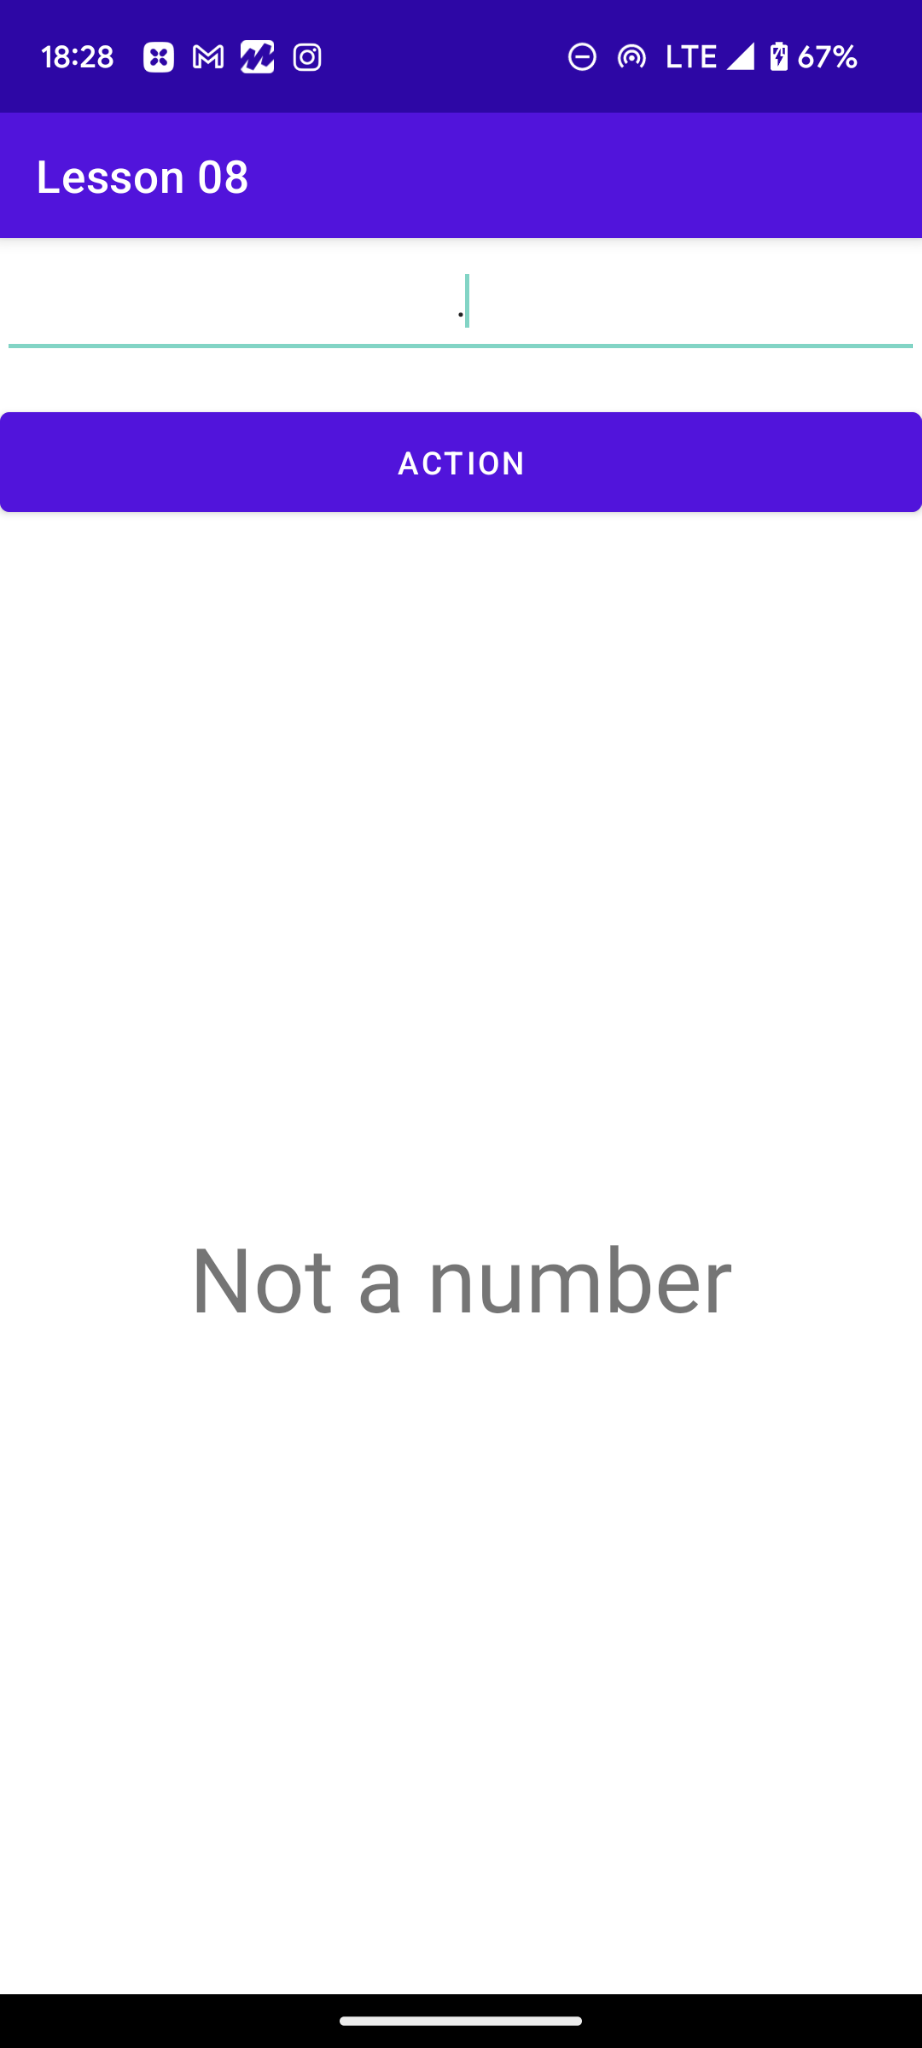 18:28 LTE 67%
Lesson 08
.
ACTION
Not a number